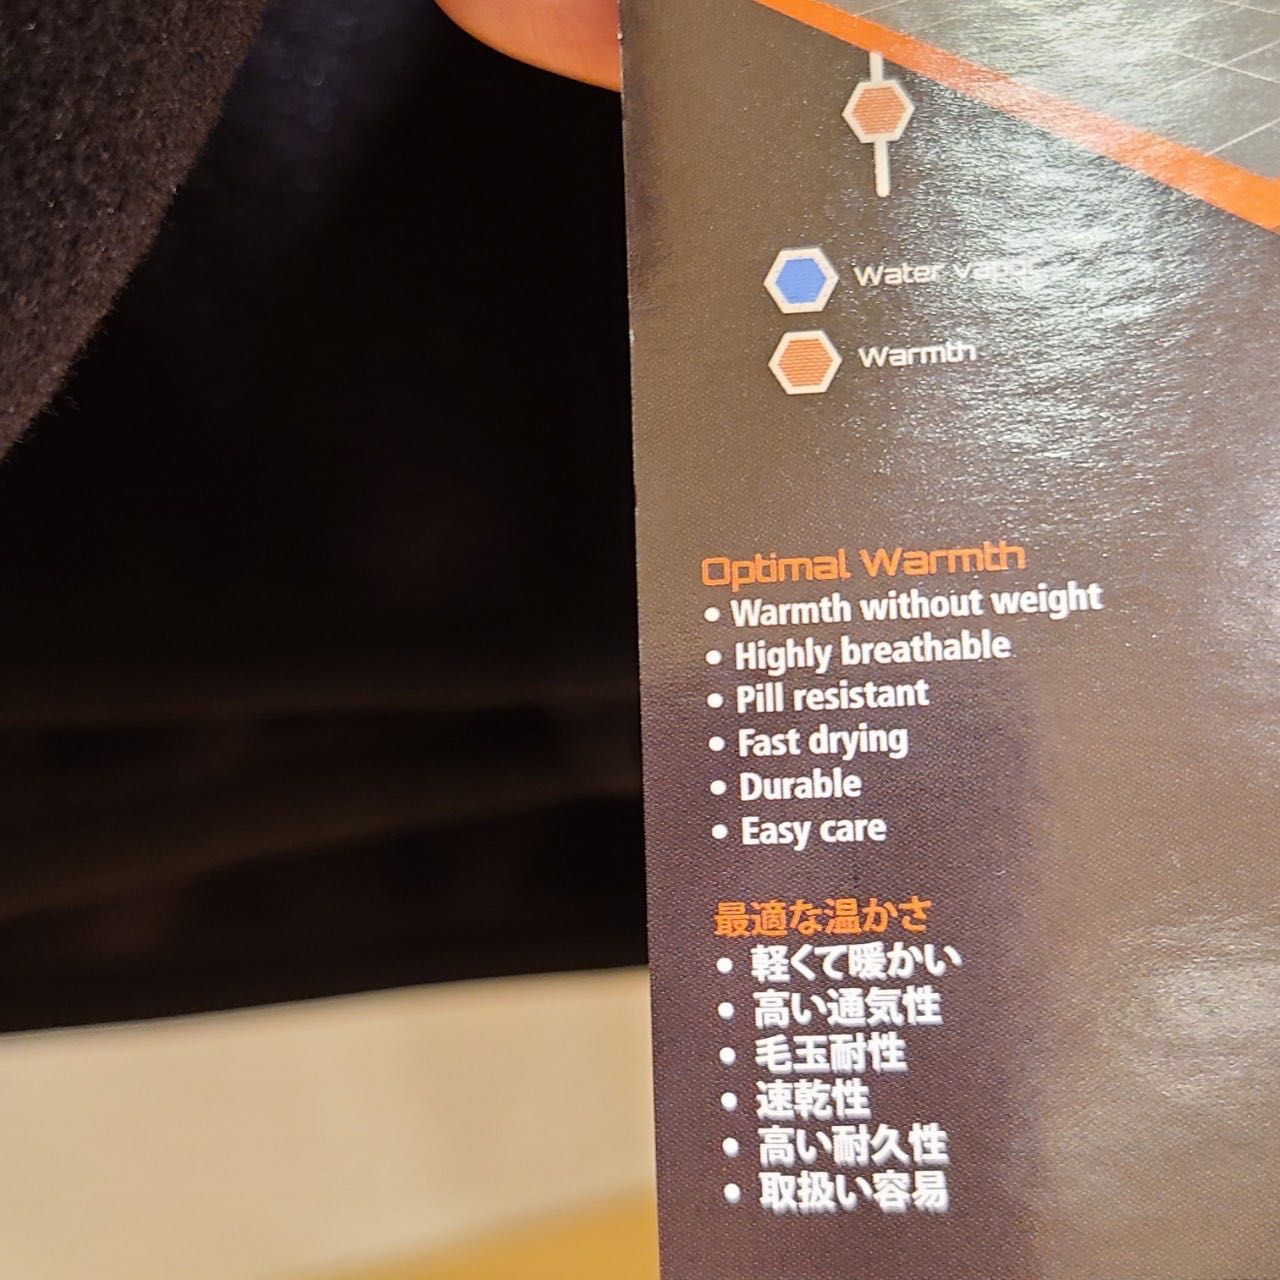 Water vapor
Warmth
Optimal Warmth
• Warmth without weight
• Highly breathable
• Pill resistant
• Fast drying
• Durable
• Easy care
最適な温かさ
• 軽くて暖かい
• 高い通気性
• 毛玉耐性
• 速乾性
• 高い耐久性
• 取扱い容易